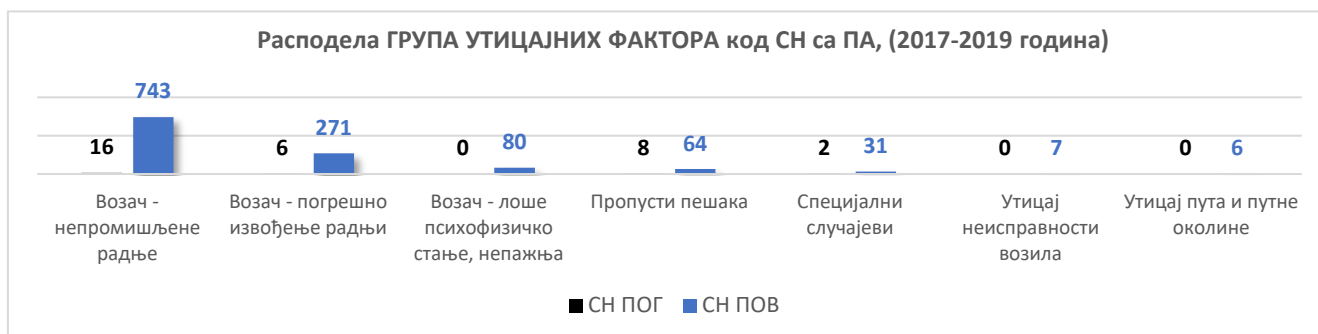 Расподела ГРУПА УТИЦАЈНИХ ФАКТОРА код СН са ПА, (2017-2019 година)
16 743 6 271 0 80 8 64 2 31 0 7 0 6
Возач - непромишљене радње
Возач - погрешно извођење радњи
Возач - лоше психофизичко стање, непажња
Пропусти пешака
Специјални случајеви
Утицај неисправности возила
Утицај пута и путне околине
СН ПОГ СН ПОВ